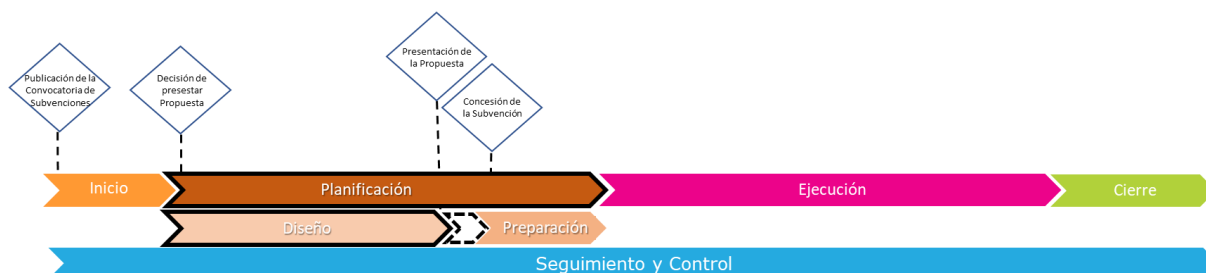 Publicación de la
Convocatoria de
Subvenciones
Decisión de
presestar
Propuesta
Presentación de
la Propuesta
Concesión de
la Subvención
Inicio
Planificación
Ejecución
Cierre
Diseño
Preparación
Seguimiento y Control